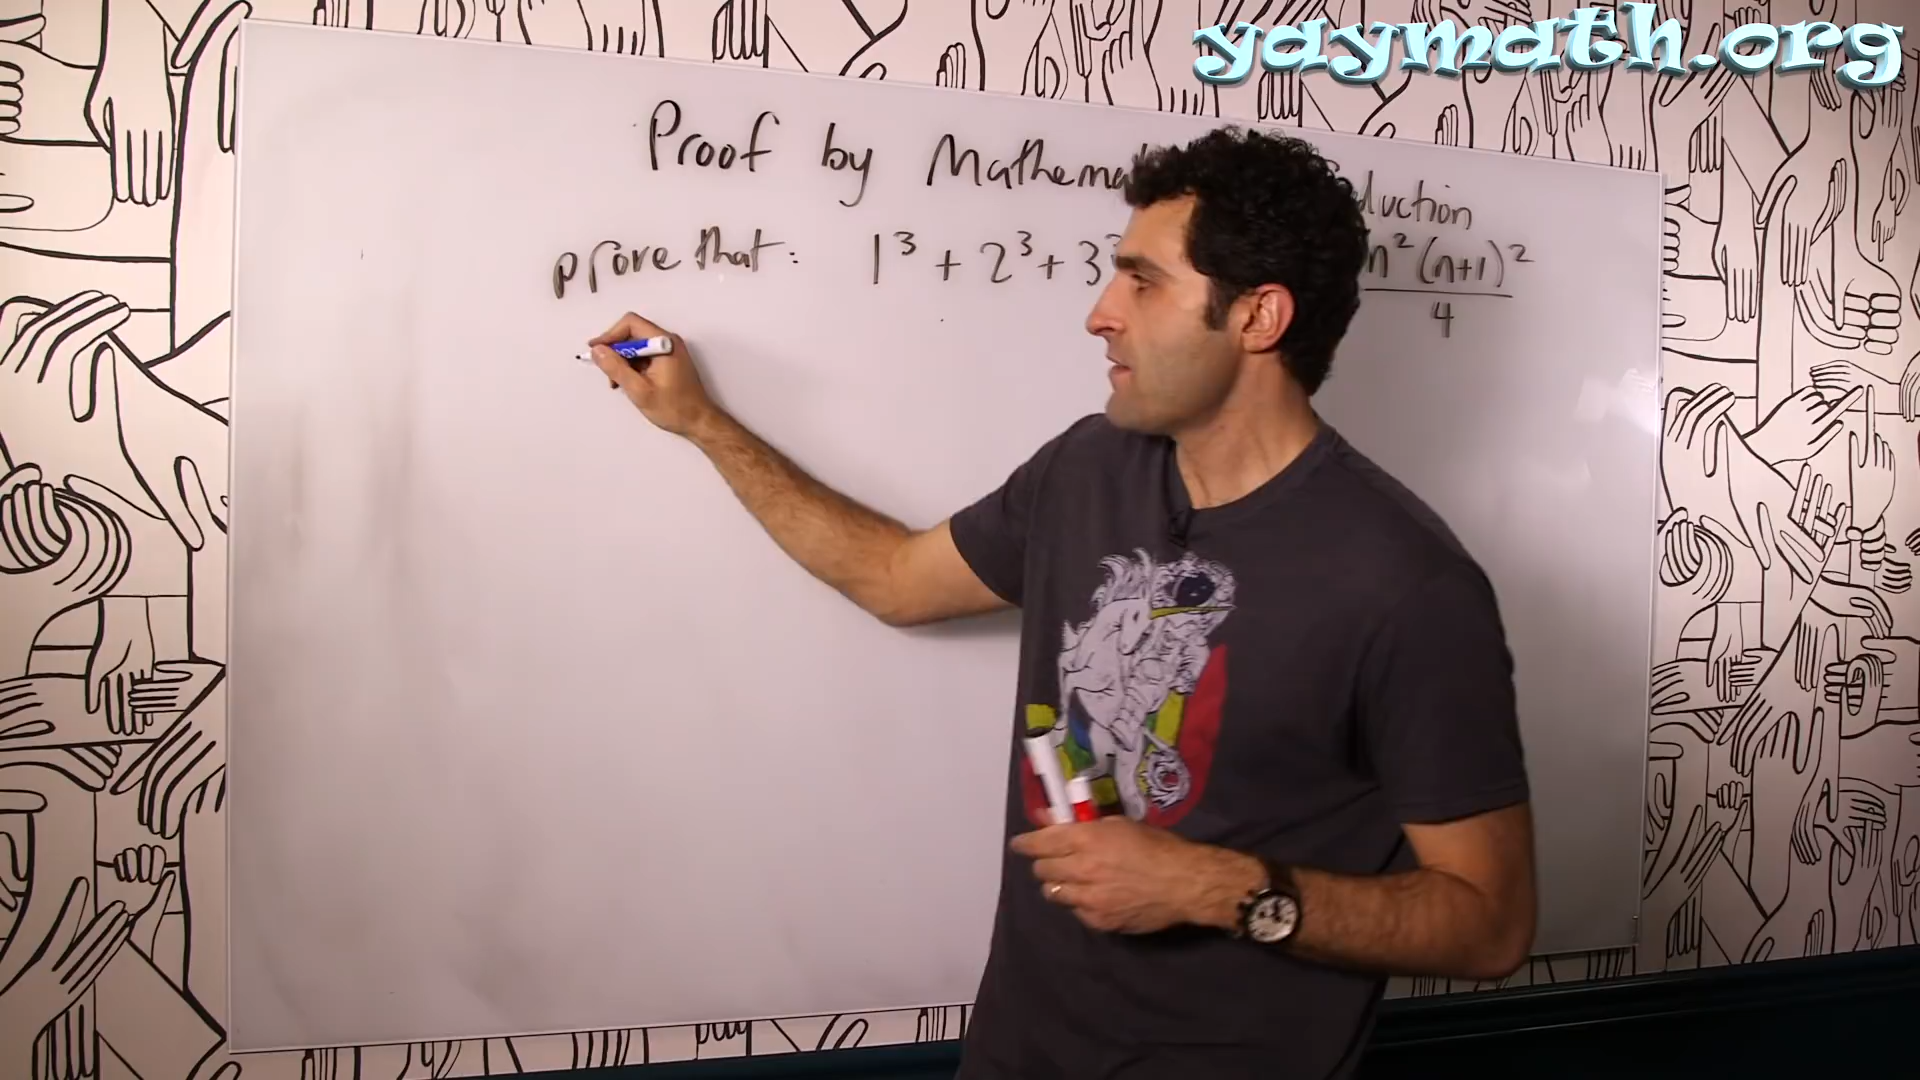 yaymath.org
Proof by Mathema duction
prove that: 1³ + 2³ + 3³ n²(n+1)²
4